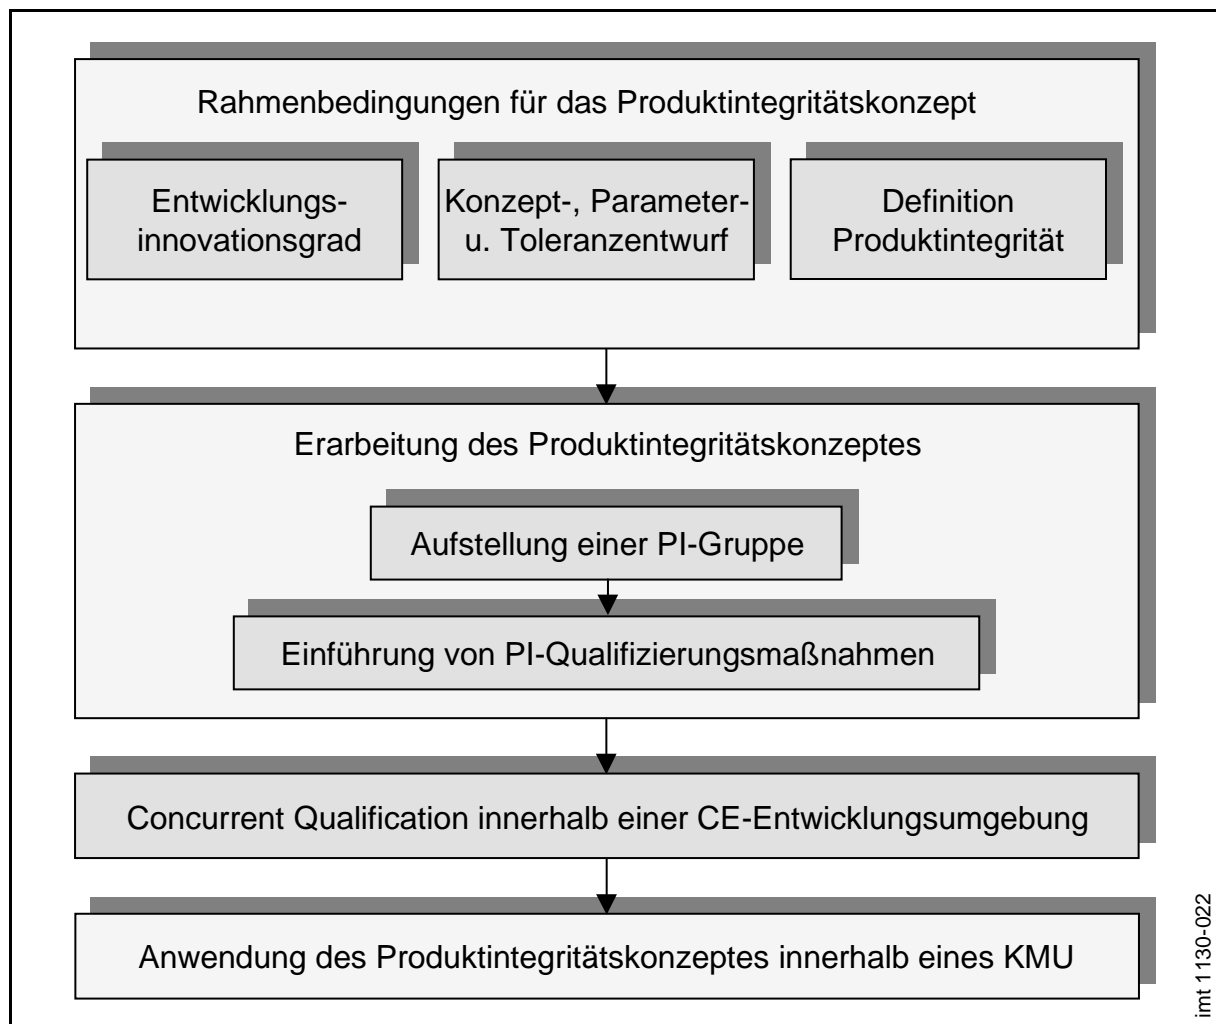 Rahmenbedingungen für das Produktintegritätskonzept
Entwicklungs-
innovationsgrad
Konzept-, Parameter-
u. Toleranzentwurf
Definition
Produktintegrität
Erarbeitung des Produktintegritätskonzeptes
Aufstellung einer PI-Gruppe
Einführung von PI-Qualifizierungsmaßnahmen
Concurrent Qualification innerhalb einer CE-Entwicklungsumgebung
Anwendung des Produktintegritätskonzeptes innerhalb eines KMU
imt 1130-022